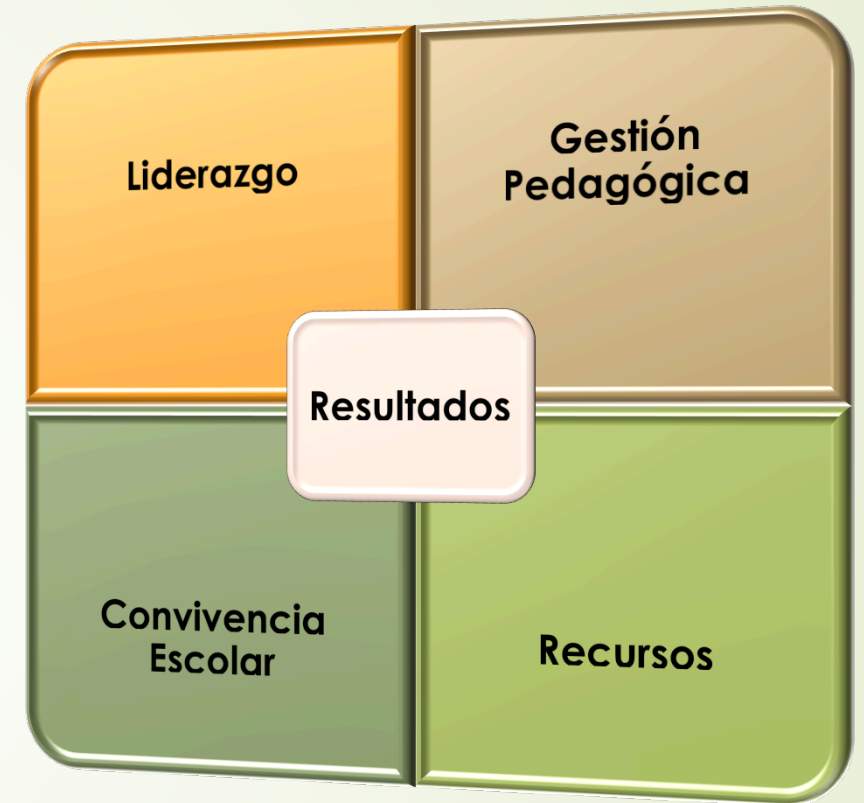 Liderazgo
Gestión
Pedagógica
Resultados
Convivencia
Escolar
Recursos